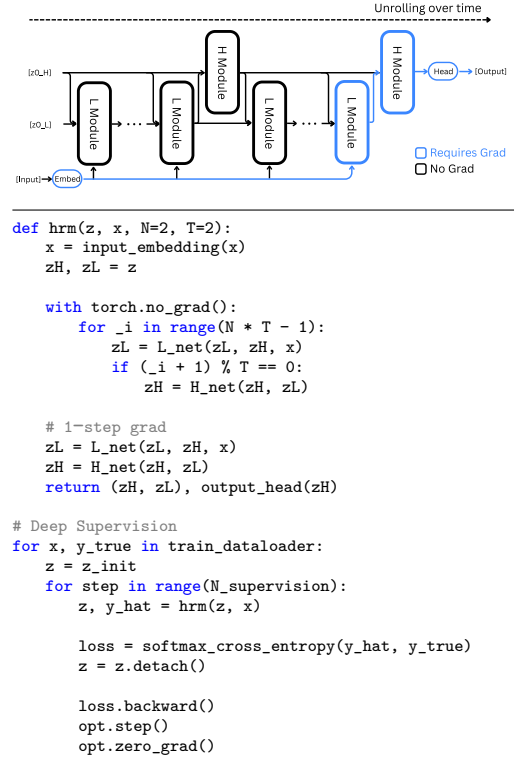 Unrolling over time
[z0_H]
[z0_L]
[Input]
Embed
L Module
L Module
H Module
L Module
L Module
H Module
Head
[Output]
Requires Grad
No Grad
def hrm(z, x, N=2, T=2):
    x = input_embedding(x)
    zH, zL = z

    with torch.no_grad():
        for _i in range(N * T - 1):
            zL = L_net(zL, zH, x)
            if (_i + 1) % T == 0:
                zH = H_net(zH, zL)

    # 1-step grad
    zL = L_net(zL, zH, x)
    zH = H_net(zH, zL)
    return (zH, zL), output_head(zH)

# Deep Supervision
for x, y_true in train_dataloader:
    z = z_init
    for step in range(N_supervision):
        z, y_hat = hrm(z, x)

        loss = softmax_cross_entropy(y_hat, y_true)
        z = z.detach()

        loss.backward()
        opt.step()
        opt.zero_grad()